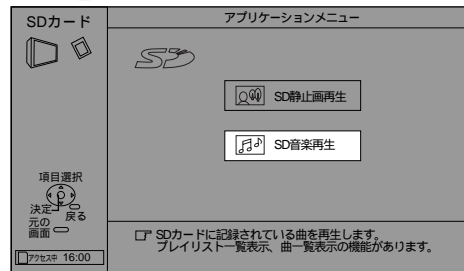 SDカード
アプリケーションメニュー
SD
SD静止画再生
SD音楽再生
項目選択
決定
戻る
元の
画面
アクセス中 16:00
SDカードに記録されている曲を再生します。
プレイリスト一覧表示、曲一覧表示の機能があります。